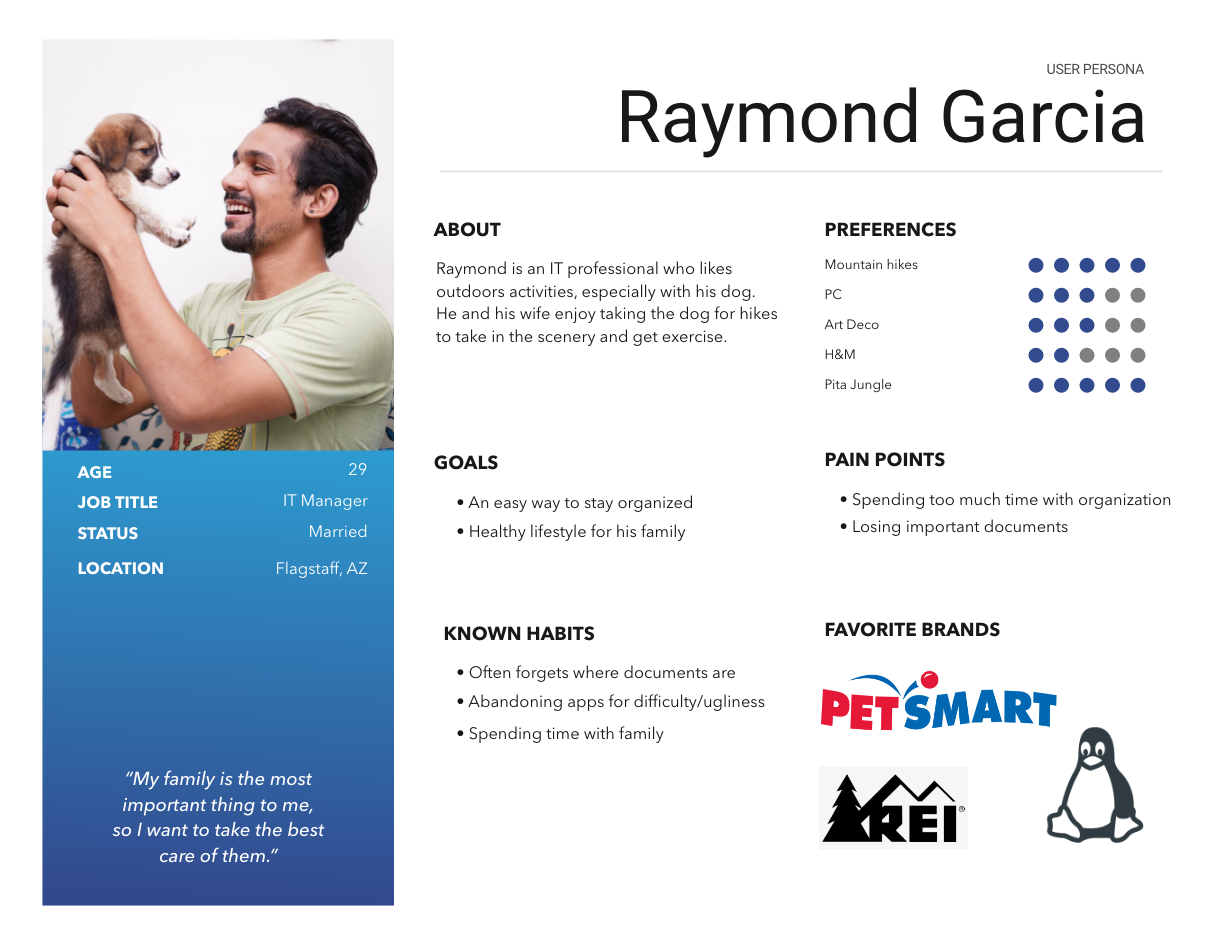 USER PERSONA
Raymond Garcia
AGE 29
JOB TITLE IT Manager
STATUS Married
LOCATION Flagstaff, AZ
“My family is the most
important thing to me,
so I want to take the best
care of them.”
ABOUT
Raymond is an IT professional who likes
outdoors activities, especially with his dog.
He and his wife enjoy taking the dog for hikes
to take in the scenery and get exercise.
PREFERENCES
Mountain hikes
PC
Art Deco
H&M
Pita Jungle
GOALS
• An easy way to stay organized
• Healthy lifestyle for his family
PAIN POINTS
• Spending too much time with organization
• Losing important documents
KNOWN HABITS
• Often forgets where documents are
• Abandoning apps for difficulty/ugliness
• Spending time with family
FAVORITE BRANDS
PETSMART
REI®